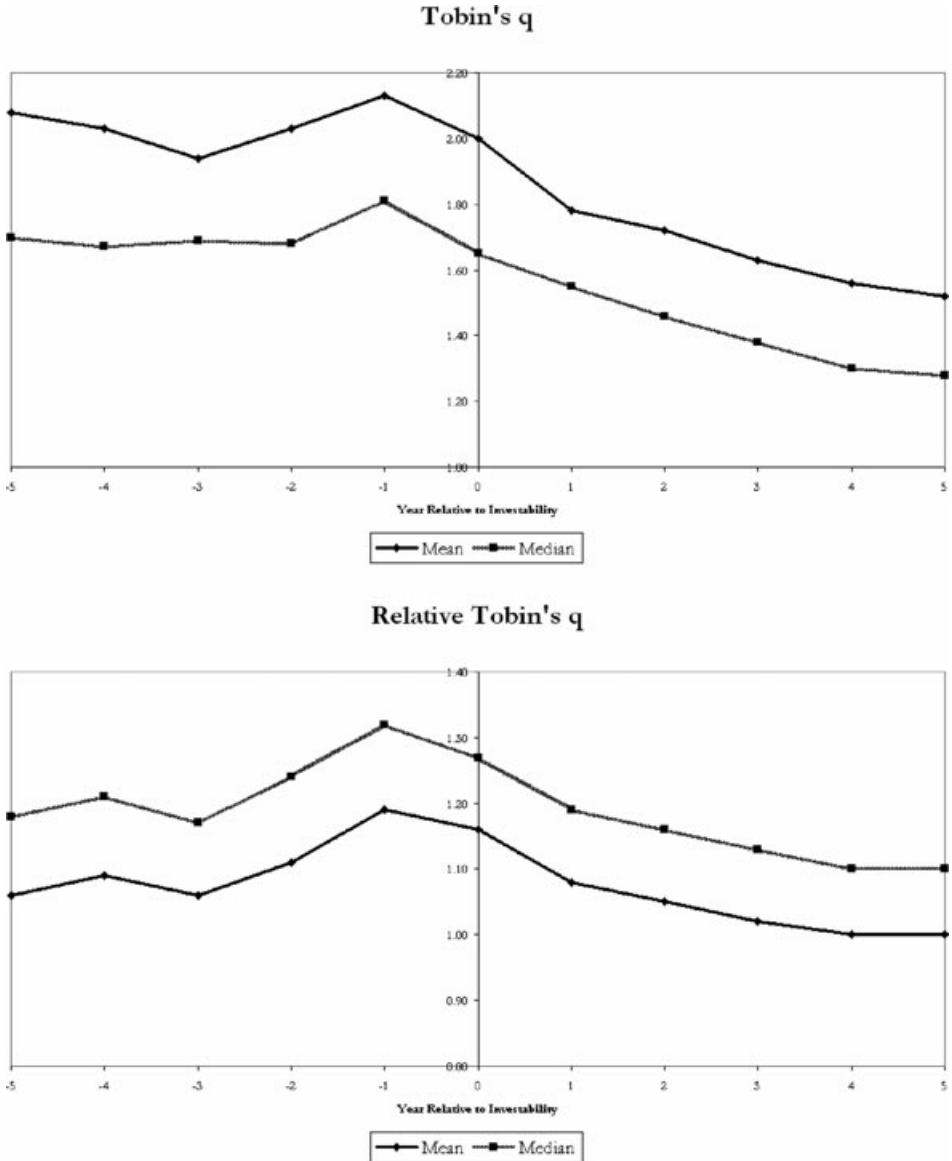 Tobin's q
2.20
2.00
1.80
1.60
1.40
1.20
1.00
-5 -4 -3 -2 -1 0 1 2 3 4 5
Year Relative to Investability
Mean Median
Relative Tobin's q
1.40
1.30
1.20
1.10
1.00
0.90
0.80
-5 -4 -3 -2 -1 0 1 2 3 4 5
Year Relative to Investability
Mean Median